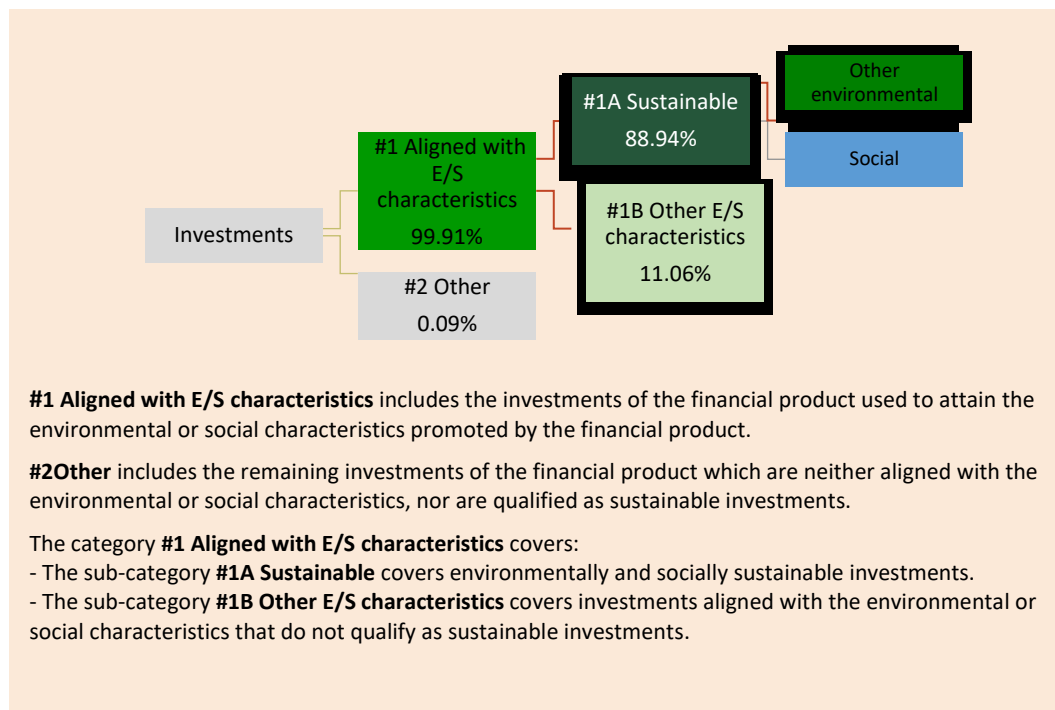 Investments
#1 Aligned with
E/S
characteristics
99.91%
#2 Other
0.09%
#1A Sustainable
88.94%
#1B Other E/S
characteristics
11.06%
Other
environmental
Social
#1 Aligned with E/S characteristics includes the investments of the financial product used to attain the
environmental or social characteristics promoted by the financial product.
#2Other includes the remaining investments of the financial product which are neither aligned with the
environmental or social characteristics, nor are qualified as sustainable investments.
The category #1 Aligned with E/S characteristics covers:
- The sub-category #1A Sustainable covers environmentally and socially sustainable investments.
- The sub-category #1B Other E/S characteristics covers investments aligned with the environmental or
social characteristics that do not qualify as sustainable investments.